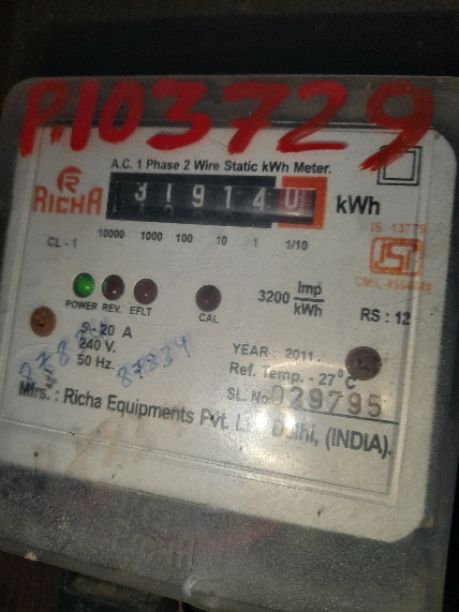 P.103729
A.C. 1 Phase 2 Wire Static kWh Meter.
RICHA
319140 kWh
IS 13779
CL - 1 10000 1000 100 10 1 1/10
ISI
POWER REV. EFLT CAL
3200 Imp/kWh
RS : 12
5 - 20 A
240 V.
50 Hz.
87834
YEAR : 2011
Ref. Temp. - 27°C
SL. No. 029795
Mfrs. : Richa Equipments Pvt. Delhi, (INDIA).